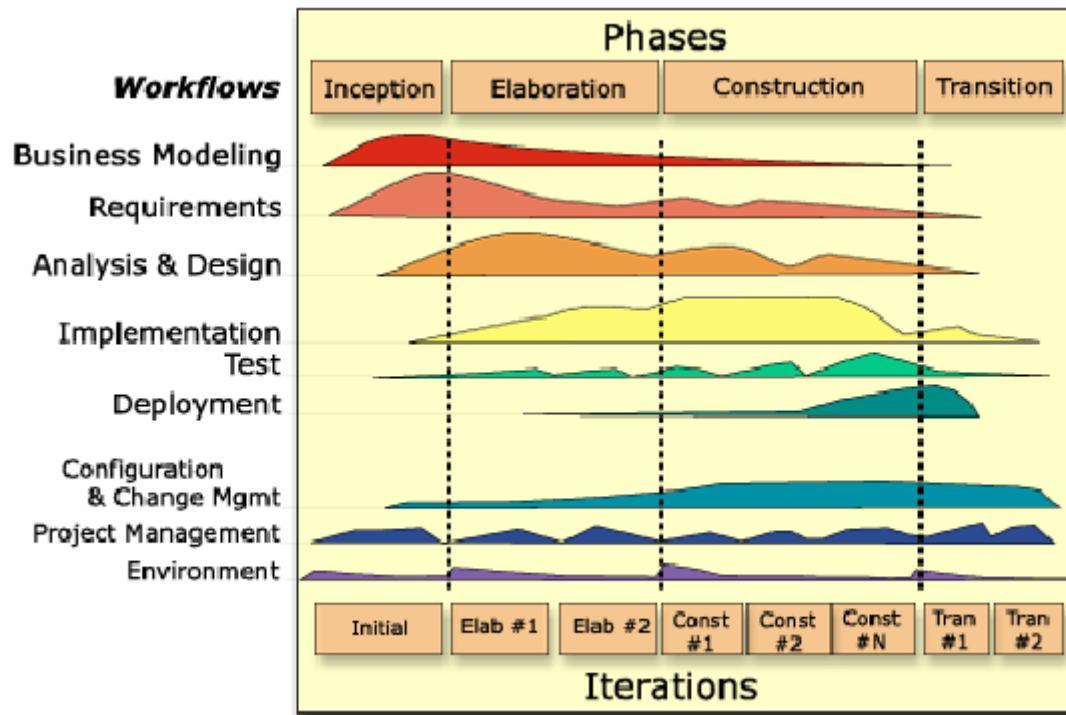 Phases
Workflows
Inception
Elaboration
Construction
Transition
Business Modeling
Requirements
Analysis & Design
Implementation
Test
Deployment
Configuration
& Change Mgmt
Project Management
Environment
Initial
Elab #1
Elab #2
Const
#1
Const
#2
Const
#N
Tran
#1
Tran
#2
Iterations